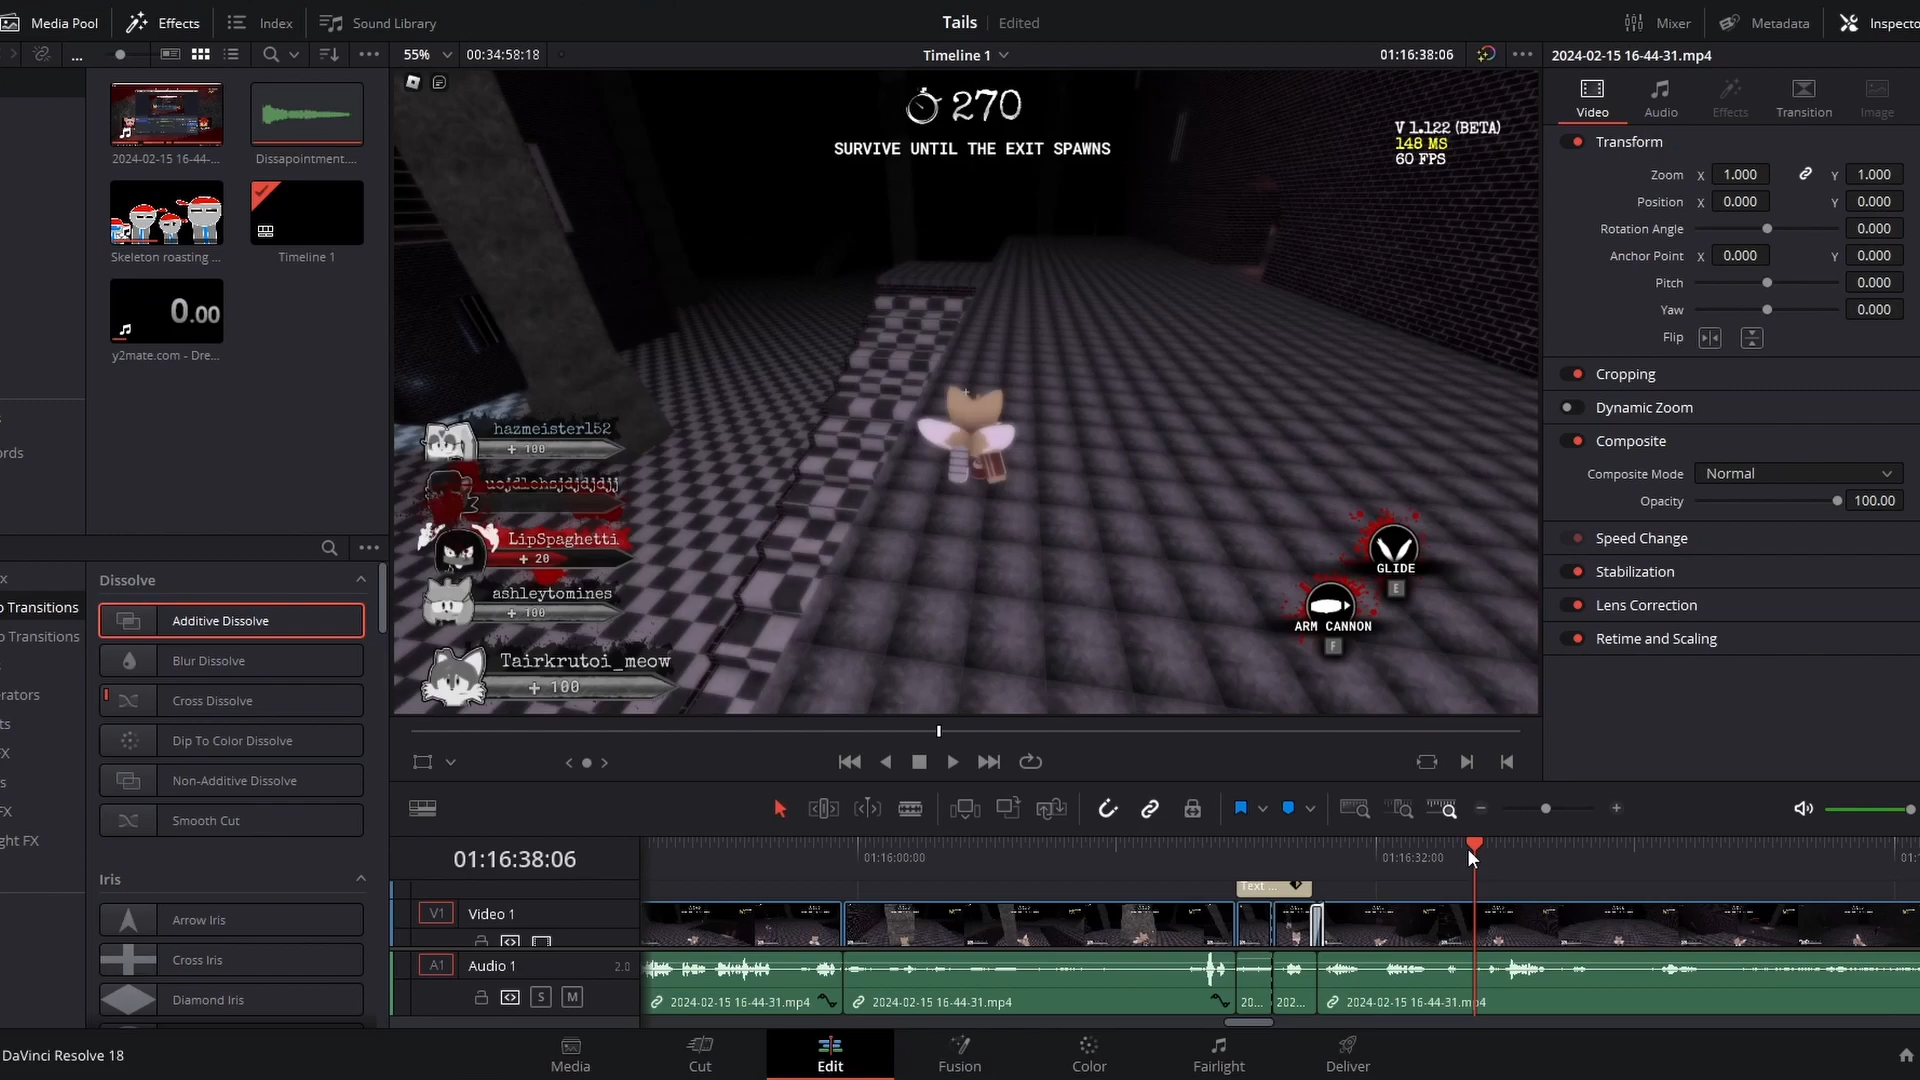 Media Pool
Effects
Index
Sound Library
Tails
Edited
Mixer
Metadata
Inspecto
...
55%
00:34:58:18
Timeline 1
01:16:38:06
2024-02-15 16-44-31.mp4
2024-02-15 16-44-...
Dissapointment....
Skeleton roasting ...
Timeline 1
0.00
y2mate.com - Dre...
270
SURVIVE UNTIL THE EXIT SPAWNS
V 1.122 (BETA)
148 MS
60 FPS
hazmeister152
+ 100
LipSpaghetti
+ 20
ashleytomines
+ 100
Tairkrutoi_meow
+ 100
GLIDE
E
ARM CANNON
F
Video
Audio
Effects
Transition
Image
Transform
Zoom X 1.000 Y 1.000
Position X 0.000 Y 0.000
Rotation Angle 0.000
Anchor Point X 0.000 Y 0.000
Pitch 0.000
Yaw 0.000
Flip
Cropping
Dynamic Zoom
Composite
Composite Mode Normal
Opacity 100.00
Speed Change
Stabilization
Lens Correction
Retime and Scaling
ords
x
o Transitions
o Transitions
s
erators
ts
FX
s
FX
ght FX
Dissolve
Additive Dissolve
Blur Dissolve
Cross Dissolve
Dip To Color Dissolve
Non-Additive Dissolve
Smooth Cut
Iris
Arrow Iris
Cross Iris
Diamond Iris
01:16:38:06
01:16:00:00
01:16:32:00
01:1
Text ...
V1 Video 1
A1 Audio 1 2.0
S M
2024-02-15 16-44-31.mp4
2024-02-15 16-44-31.mp4
20...
202...
2024-02-15 16-44-31.mp4
DaVinci Resolve 18
Media
Cut
Edit
Fusion
Color
Fairlight
Deliver